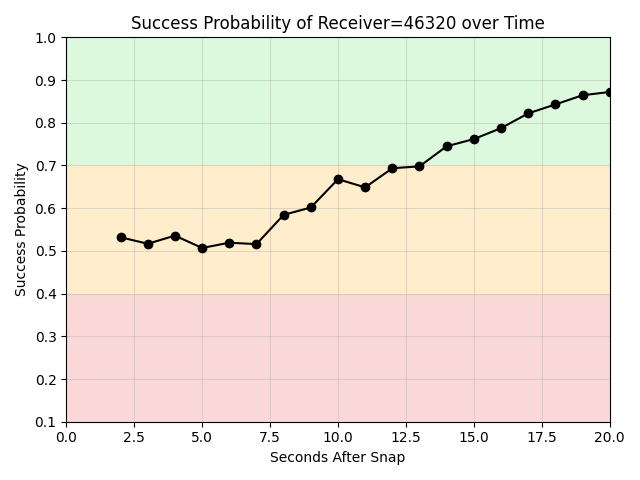 Success Probability of Receiver=46320 over Time
1.0
0.9
0.8
0.7
0.6
0.5
0.4
0.3
0.2
0.1
Success Probability
0.0 2.5 5.0 7.5 10.0 12.5 15.0 17.5 20.0
Seconds After Snap